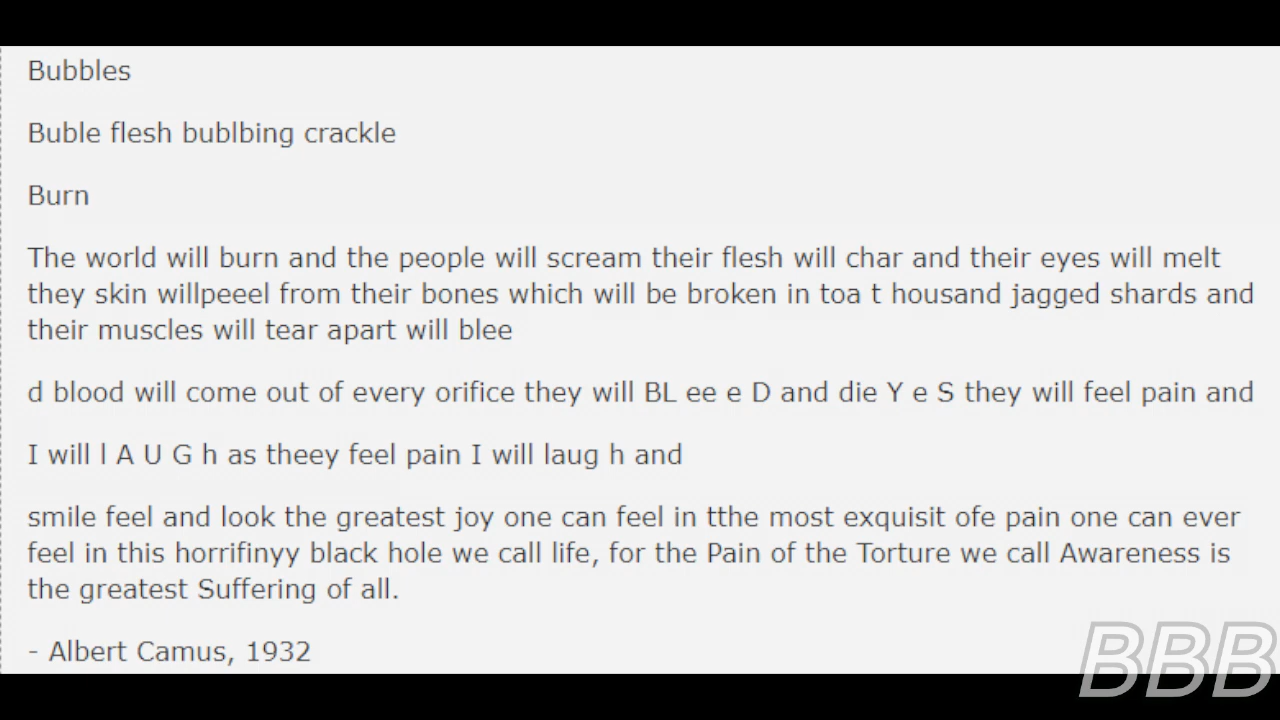 Bubbles
Buble flesh bublbing crackle
Burn
The world will burn and the people will scream their flesh will char and their eyes will melt
they skin willpeeel from their bones which will be broken in toa t housand jagged shards and
their muscles will tear apart will blee
d blood will come out of every orifice they will BL ee e D and die Y e S they will feel pain and
I will l A U G h as theey feel pain I will laug h and
smile feel and look the greatest joy one can feel in tthe most exquisit ofe pain one can ever
feel in this horrifinyy black hole we call life, for the Pain of the Torture we call Awareness is
the greatest Suffering of all.
- Albert Camus, 1932
BBB